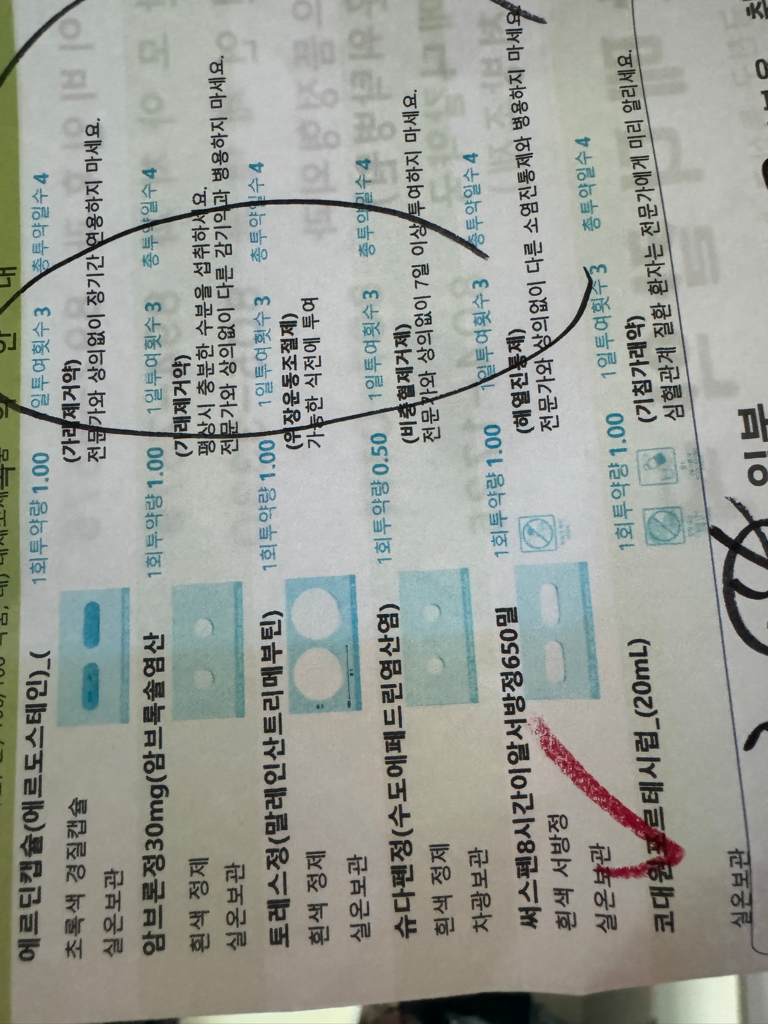 에르딘캡슐(에르도스테인)_(
초록색 경질캡슐
실온보관
1회투약량 1.00 일투여횟수 3 총투약일수 4
(가래제거약)
전문가와 상의없이 장기간 연용하지 마세요.
암브론정30mg(암브록솔염산
흰색 정제
실온보관
1회투약량 1.00 1일투여횟수 3 총투약일수 4
(가래제거약)
평상시 충분한 수분을 섭취하세요.
전문가와 상의없이 다른 감기약과 병용하지 마세요.
토레스정(말레인산트리메부틴)
흰색 정제
실온보관
1회투약량 1.00 1일투여횟수 3 총투약일수 4
(위장운동조절제)
가능한 식전에 투여
슈다펜정(수도에페드린염산염)
흰색 정제
차광보관
1회투약량 0.50 1일투여횟수 3 총투약일수 4
(비충혈제거제)
전문가와 상의없이 7일 이상 투여하지 마세요.
써스펜8시간이알서방정650밀
흰색 서방정
실온보관
1회투약량 1.00 1일투여횟수 3 총투약일수 4
(해열진통제)
전문가와 상의없이 다른 소염진통제와 병용하지 마세요.
코대원포르테시럽_(20mL)
실온보관
1회투약량 1.00 1일투여횟수 3 총투약일수 4
(기침가래약)
심혈관계 질환 환자는 전문가에게 미리 알리세요.